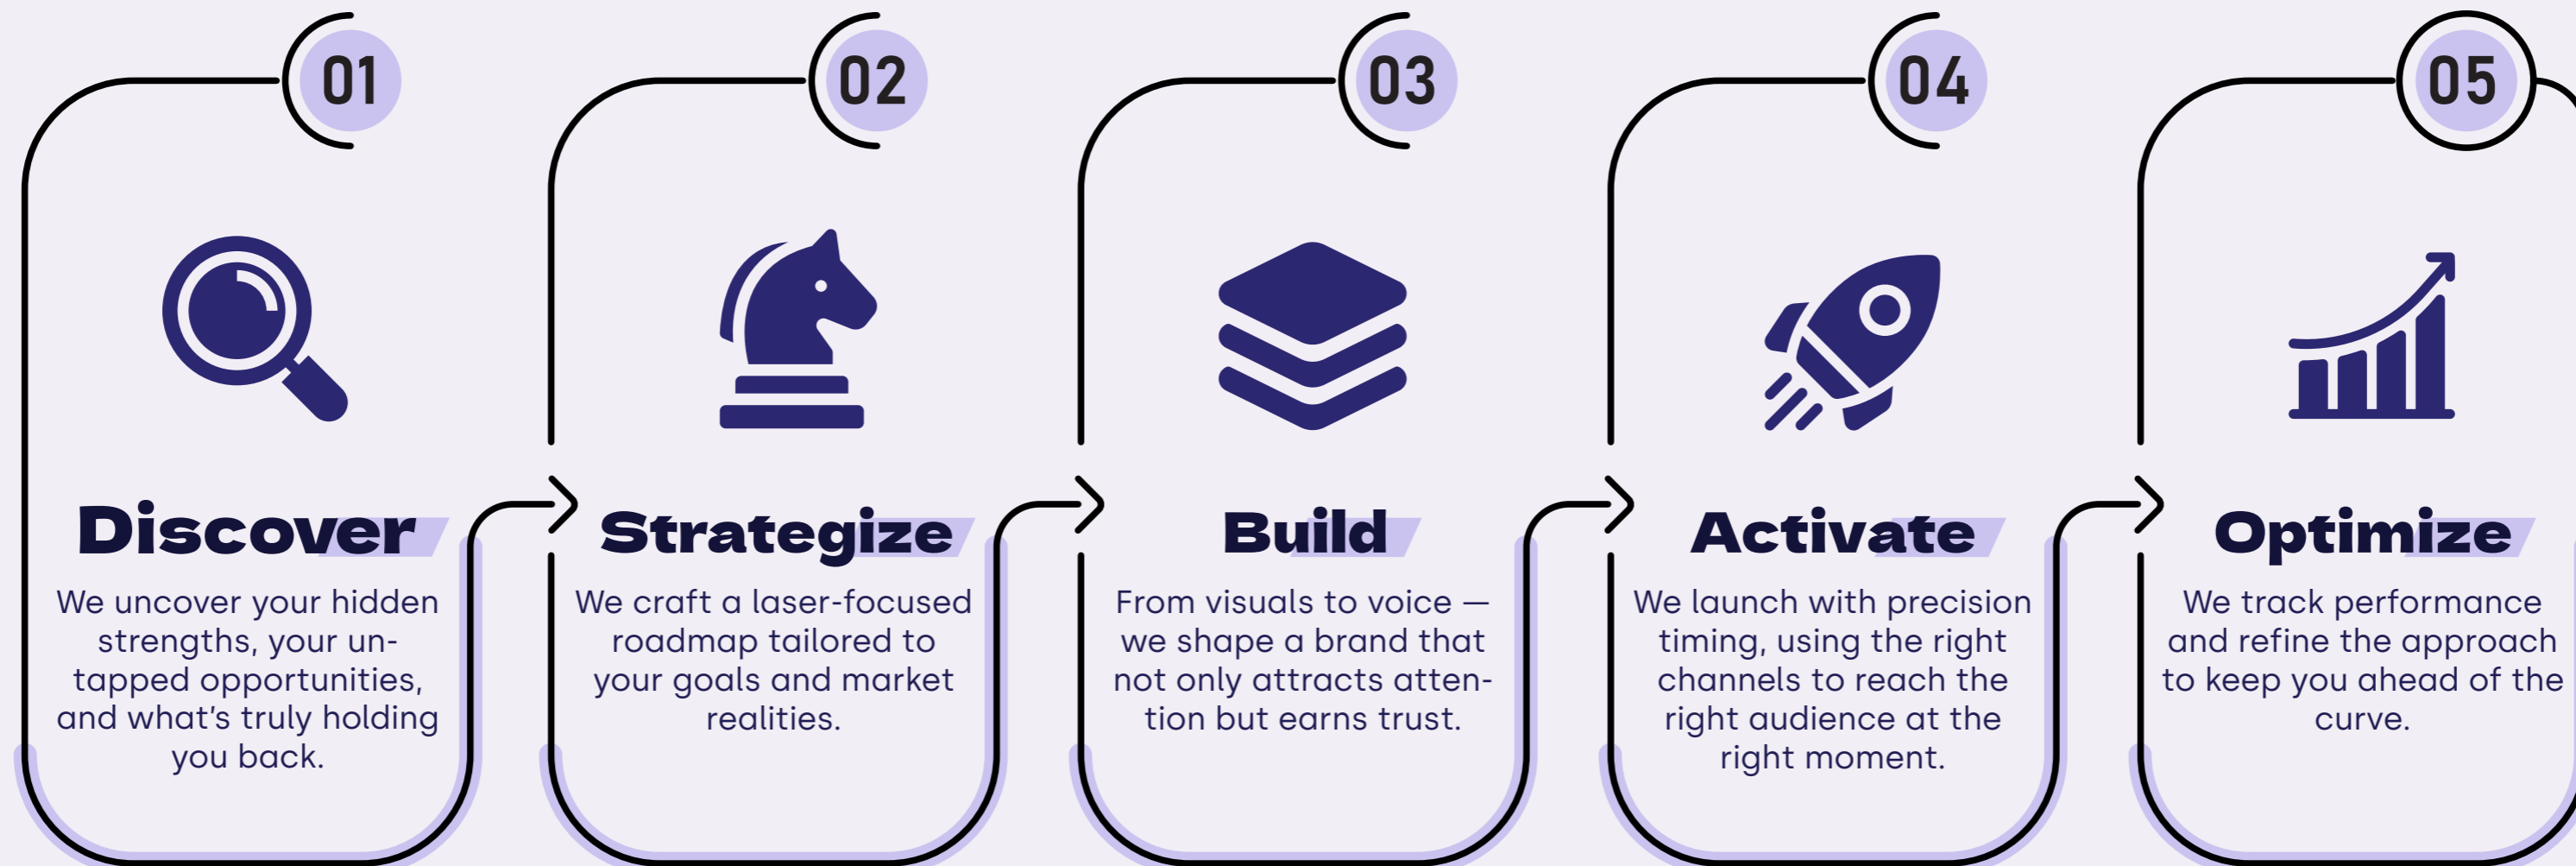 01
Discover
We uncover your hidden
strengths, your un-
tapped opportunities,
and what’s truly holding
you back.
02
Strategize
We craft a laser-focused
roadmap tailored to
your goals and market
realities.
03
Build
From visuals to voice —
we shape a brand that
not only attracts atten-
tion but earns trust.
04
Activate
We launch with precision
timing, using the right
channels to reach the
right audience at the
right moment.
05
Optimize
We track performance
and refine the approach
to keep you ahead of the
curve.